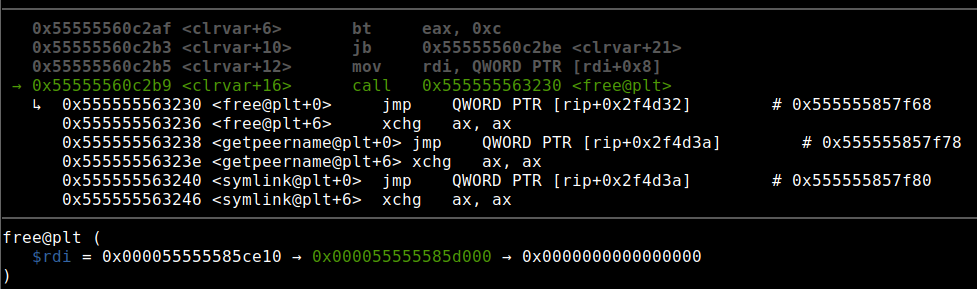 0x55555560c2af <clrvar+6> bt eax, 0xc
0x55555560c2b3 <clrvar+10> jb 0x55555560c2be <clrvar+21>
0x55555560c2b5 <clrvar+12> mov rdi, QWORD PTR [rdi+0x8]
→ 0x55555560c2b9 <clrvar+16> call 0x555555563230 <free@plt>
↳ 0x555555563230 <free@plt+0> jmp QWORD PTR [rip+0x2f4d32] # 0x555555857f68
0x555555563236 <free@plt+6> xchg ax, ax
0x555555563238 <getpeername@plt+0> jmp QWORD PTR [rip+0x2f4d3a] # 0x555555857f78
0x55555556323e <getpeername@plt+6> xchg ax, ax
0x555555563240 <symlink@plt+0> jmp QWORD PTR [rip+0x2f4d3a] # 0x555555857f80
0x555555563246 <symlink@plt+6> xchg ax, ax
free@plt (
$rdi = 0x000055555585ce10 → 0x000055555585d000 → 0x0000000000000000
)